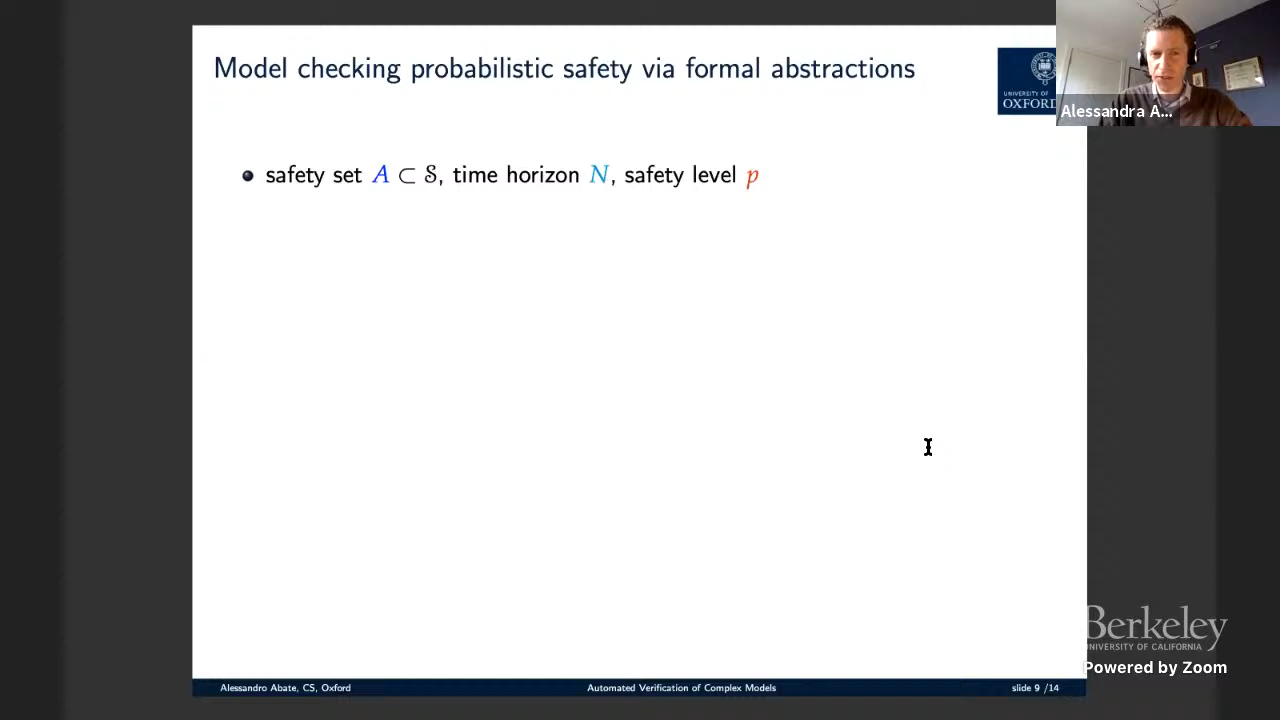 Model checking probabilistic safety via formal abstractions
UNIVERSITY OF
OXFORD
Alessandra A...
• safety set A ⊂ S, time horizon N, safety level p
Berkeley
UNIVERSITY OF CALIFORNIA
Powered by Zoom
Alessandro Abate, CS, Oxford
Automated Verification of Complex Models
slide 9 /14